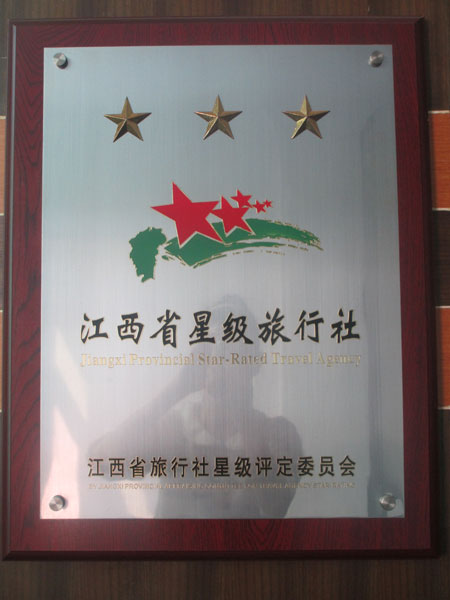 江西省星级旅行社
Jiangxi Provincial Star-Rated Travel Agency
江西省旅行社星级评定委员会